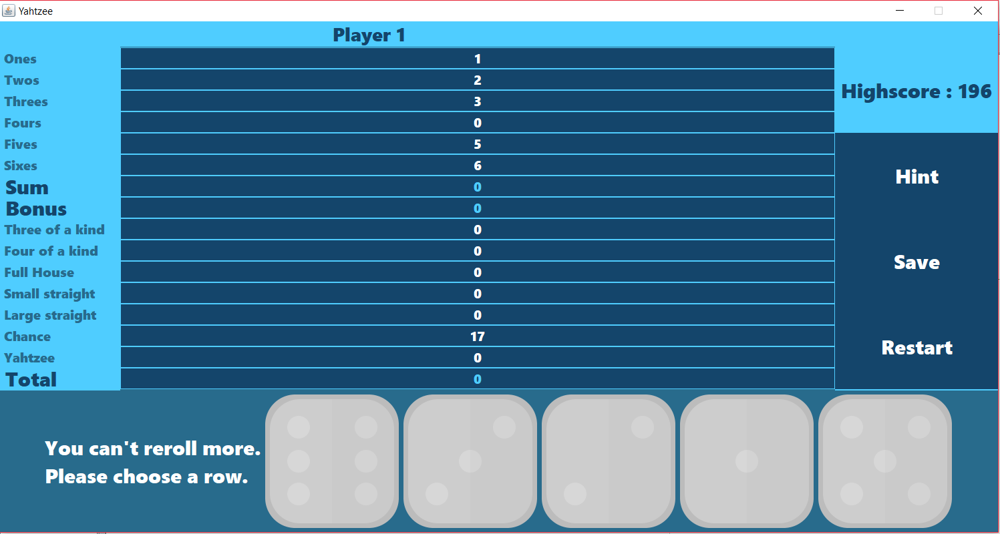 Yahtzee
Player 1
Ones 1
Twos 2
Threes 3
Highscore : 196
Fours 0
Fives 5
Sixes 6
Hint
Sum 0
Bonus 0
Three of a kind 0
Four of a kind 0
Save
Full House 0
Small straight 0
Large straight 0
Chance 17
Restart
Yahtzee 0
Total 0
You can't reroll more.
Please choose a row.